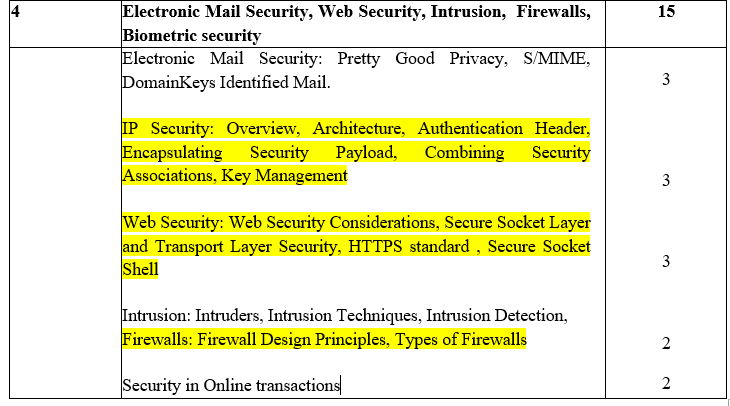 4 Electronic Mail Security, Web Security, Intrusion, Firewalls, 15
Biometric security
Electronic Mail Security: Pretty Good Privacy, S/MIME,
DomainKeys Identified Mail. 3
IP Security: Overview, Architecture, Authentication Header,
Encapsulating Security Payload, Combining Security
Associations, Key Management 3
Web Security: Web Security Considerations, Secure Socket Layer
and Transport Layer Security, HTTPS standard , Secure Socket
Shell 3
Intrusion: Intruders, Intrusion Techniques, Intrusion Detection,
Firewalls: Firewall Design Principles, Types of Firewalls 2
Security in Online transactions 2